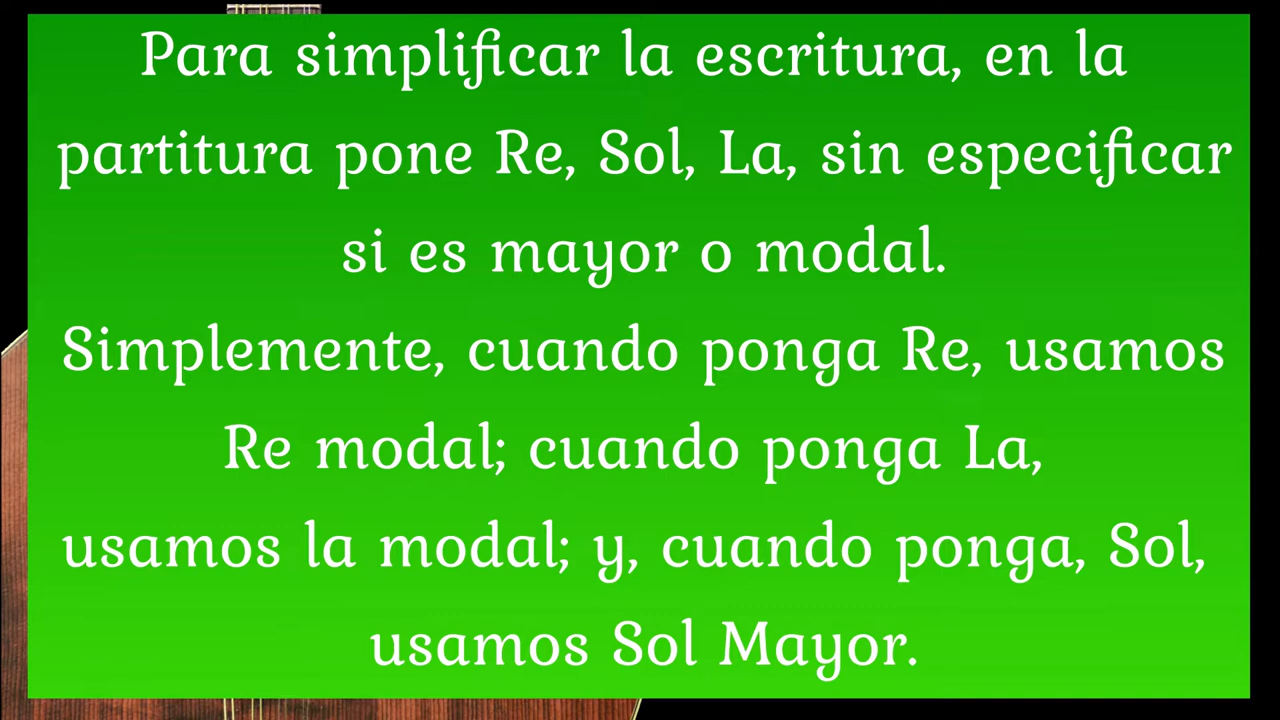 Para simplificar la escritura, en la
partitura pone Re, Sol, La, sin especificar
si es mayor o modal.
Simplemente, cuando ponga Re, usamos
Re modal; cuando ponga La,
usamos la modal; y, cuando ponga, Sol,
usamos Sol Mayor.